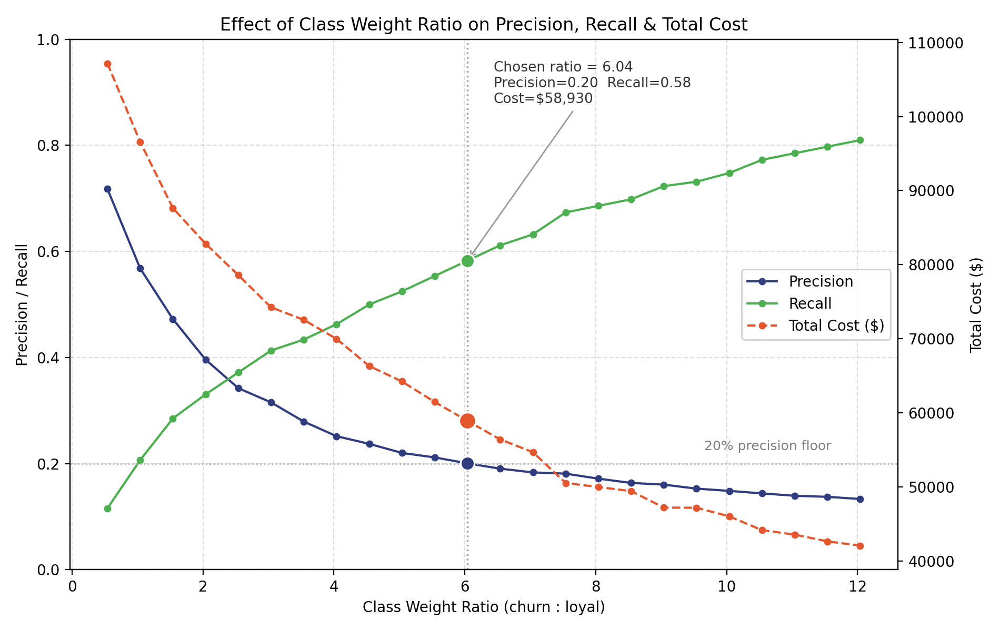 Effect of Class Weight Ratio on Precision, Recall & Total Cost
1.0
0.8
0.6
0.4
0.2
0.0
Precision / Recall
Chosen ratio = 6.04
Precision=0.20  Recall=0.58
Cost=$58,930
Precision
Recall
Total Cost ($)
20% precision floor
110000
100000
90000
80000
70000
60000
50000
40000
Total Cost ($)
0
2
4
6
8
10
12
Class Weight Ratio (churn : loyal)